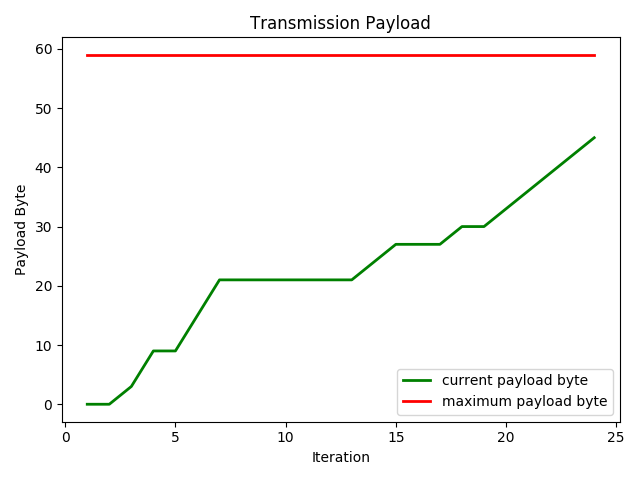 Transmission Payload
60
50
40
30
20
10
0
Payload Byte
0 5 10 15 20 25
Iteration
current payload byte
maximum payload byte